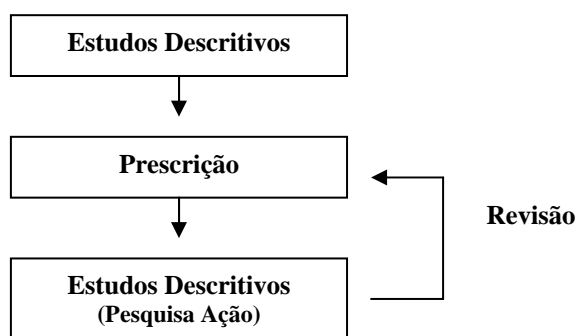 Estudos Descritivos
Prescrição
Revisão
Estudos Descritivos
(Pesquisa Ação)